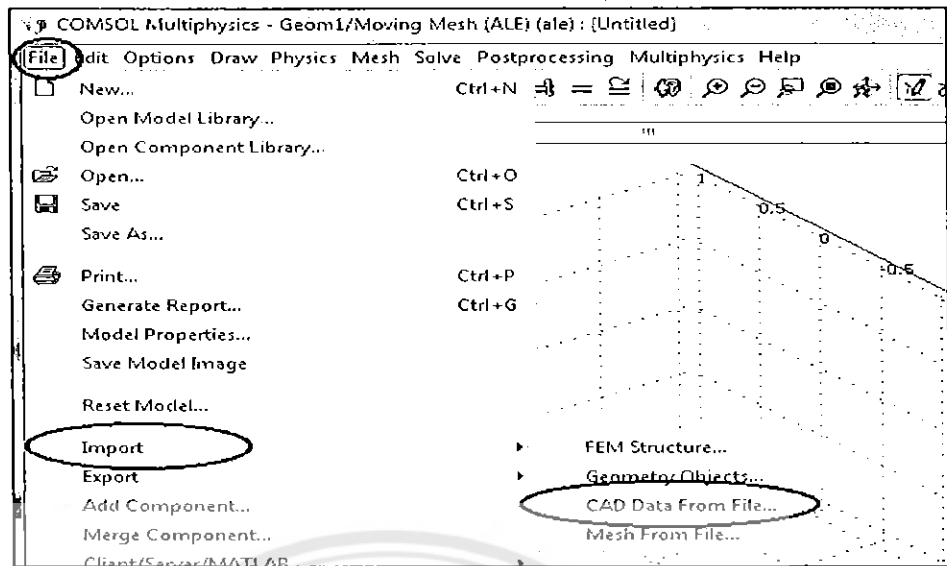 COMSOL Multiphysics - Geom1/Moving Mesh (ALE) (ale) : [Untitled]
File Edit Options Draw Physics Mesh Solve Postprocessing Multiphysics Help
New... Ctrl+N
Open Model Library...
Open Component Library...
Open... Ctrl+O
Save Ctrl+S
Save As...
Print... Ctrl+P
Generate Report... Ctrl+G
Model Properties...
Save Model Image
Reset Model...
Import
Export
Add Component...
Merge Component...
Client/Server/MATLAB
FEM Structure...
Geometry Objects...
CAD Data From File...
Mesh From File...
1
0.5
0
-0.5